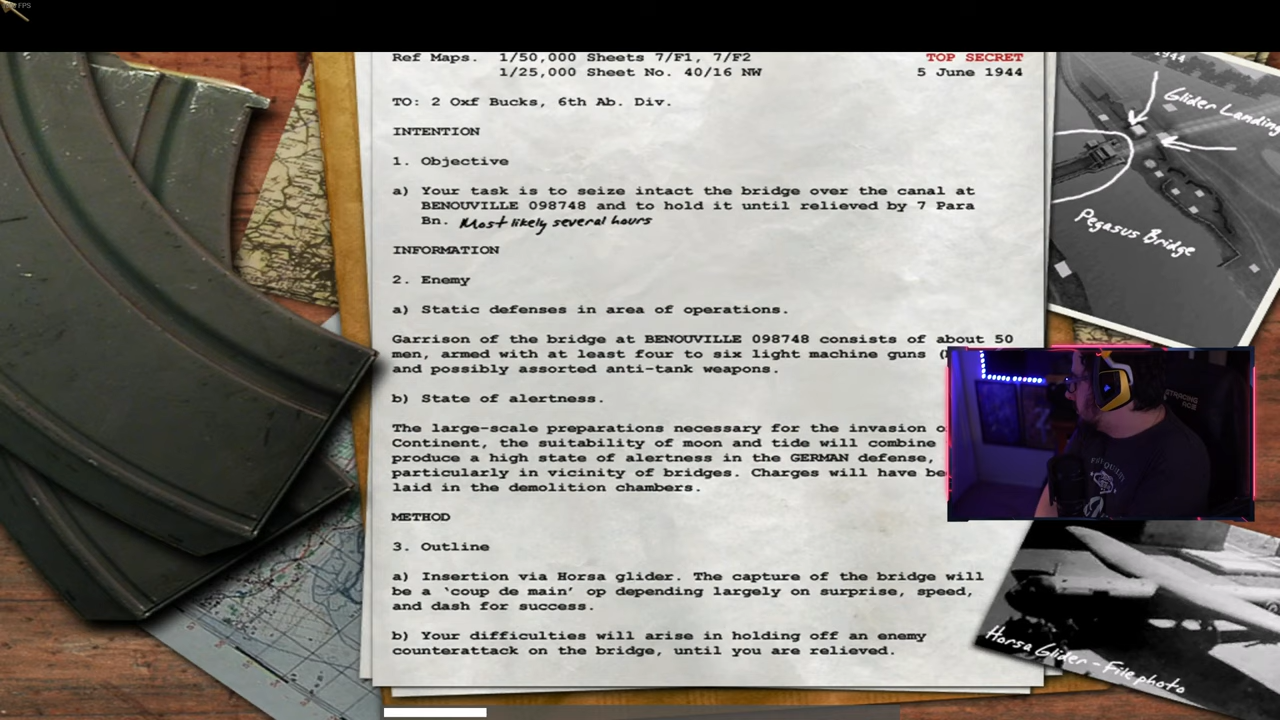 Ref Maps. 1/50,000 Sheets 7/F1, 7/F2 TOP SECRET
1/25,000 Sheet No. 40/16 NW 5 June 1944
TO: 2 Oxf Bucks, 6th Ab. Div.
INTENTION
1. Objective
a) Your task is to seize intact the bridge over the canal at
BENOUVILLE 098748 and to hold it until relieved by 7 Para
Bn. Most likely several hours
INFORMATION
2. Enemy
a) Static defenses in area of operations.
Garrison of the bridge at BENOUVILLE 098748 consists of about 50
men, armed with at least four to six light machine guns
and possibly assorted anti-tank weapons.
b) State of alertness.
The large-scale preparations necessary for the invasion
Continent, the suitability of moon and tide will combine
produce a high state of alertness in the GERMAN defense,
particularly in vicinity of bridges. Charges will have
laid in the demolition chambers.
METHOD
3. Outline
a) Insertion via Horsa glider. The capture of the bridge will
be a 'coup de main' op depending largely on surprise, speed,
and dash for success.
b) Your difficulties will arise in holding off an enemy
counterattack on the bridge, until you are relieved.
1944
Glider Landing
Pegasus Bridge
Horsa Glider - File photo